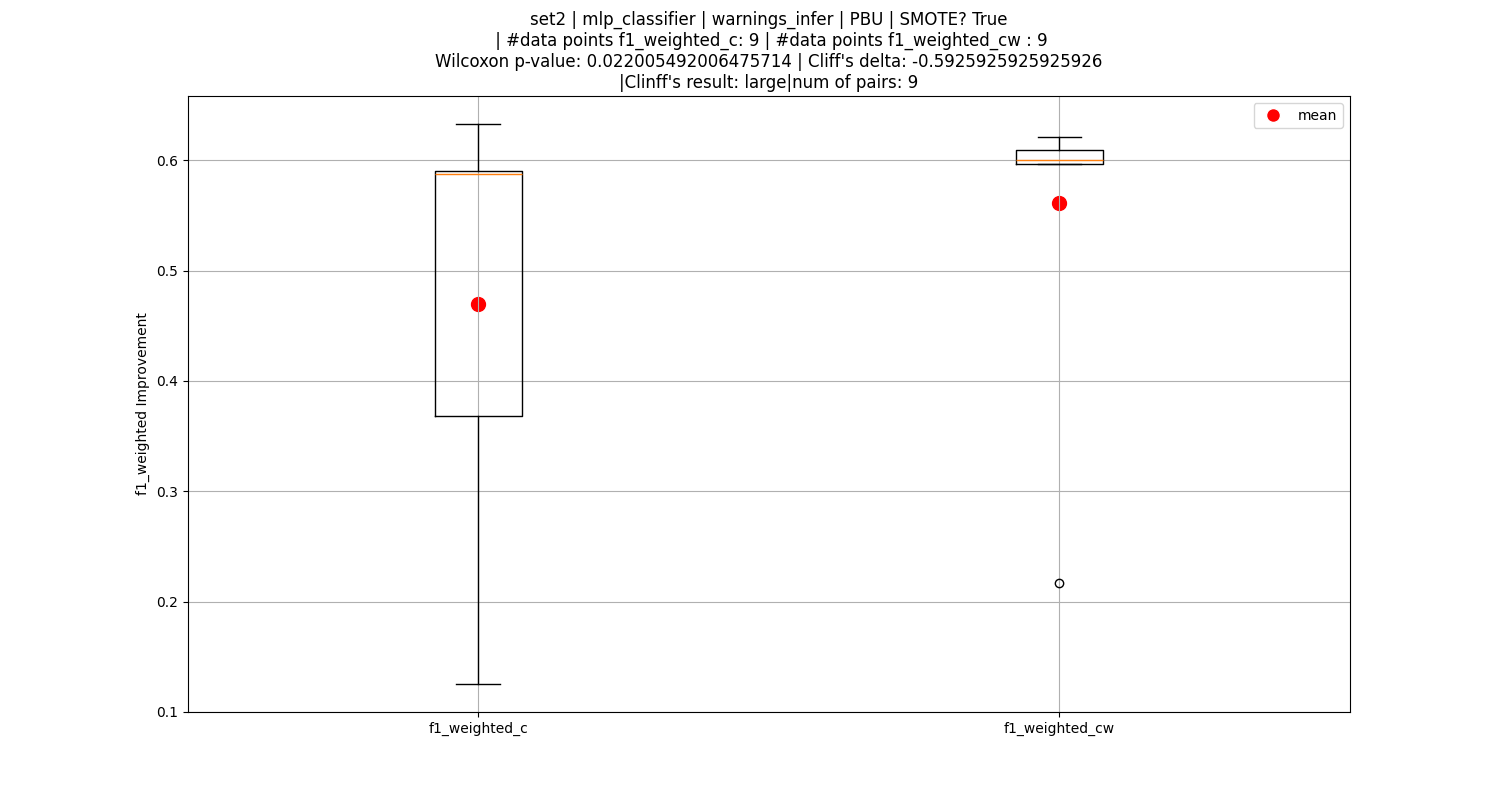 set2 | mlp_classifier | warnings_infer | PBU | SMOTE? True
| #data points f1_weighted_c: 9 | #data points f1_weighted_cw : 9
Wilcoxon p-value: 0.022005492006475714 | Cliff's delta: -0.5925925925925926
|Clinff's result: large|num of pairs: 9
mean
0.6
0.5
0.4
0.3
0.2
0.1
f1_weighted Improvement
f1_weighted_c
f1_weighted_cw